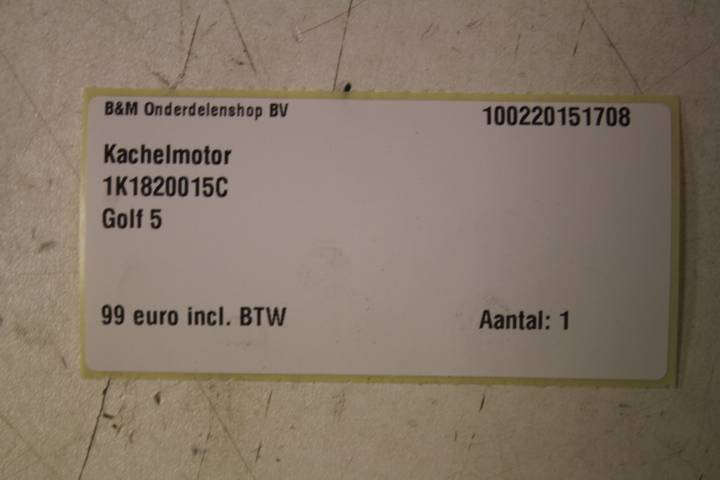 B&M Onderdelenshop BV
100220151708
Kachelmotor
1K1820015C
Golf 5
99 euro incl. BTW
Aantal: 1